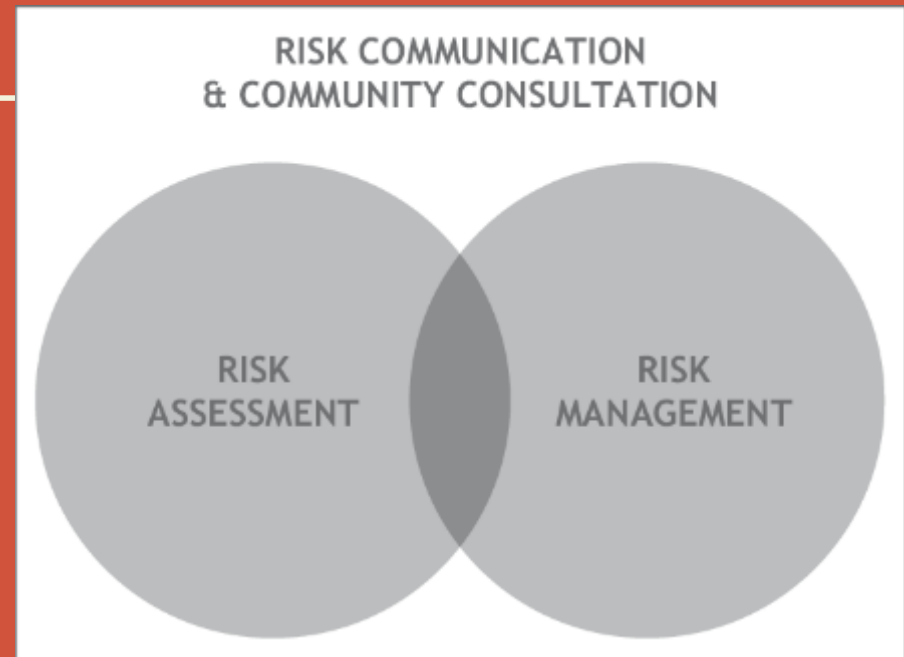 RISK COMMUNICATION
& COMMUNITY CONSULTATION
RISK
ASSESSMENT
RISK
MANAGEMENT